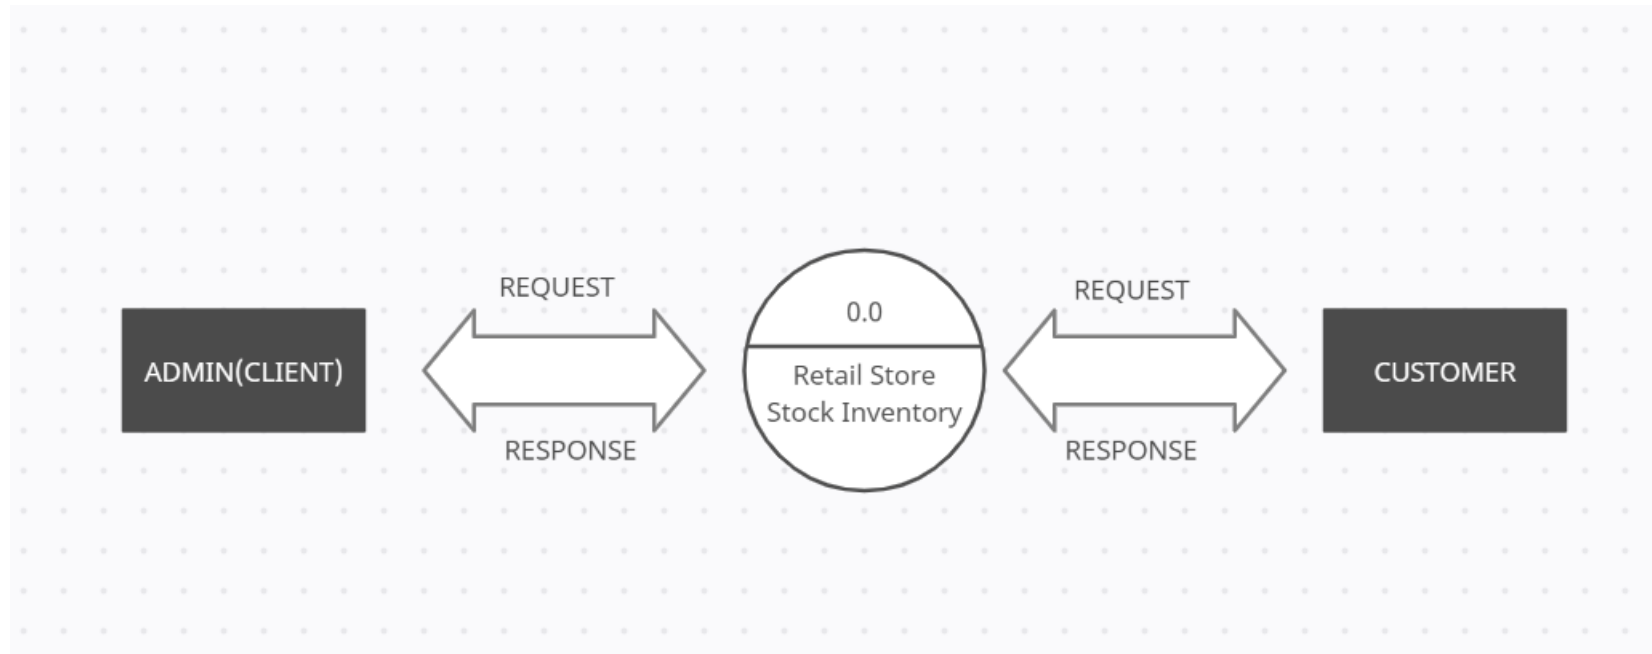 REQUEST
REQUEST
0.0
ADMIN(CLIENT)
Retail Store
Stock Inventory
CUSTOMER
RESPONSE
RESPONSE